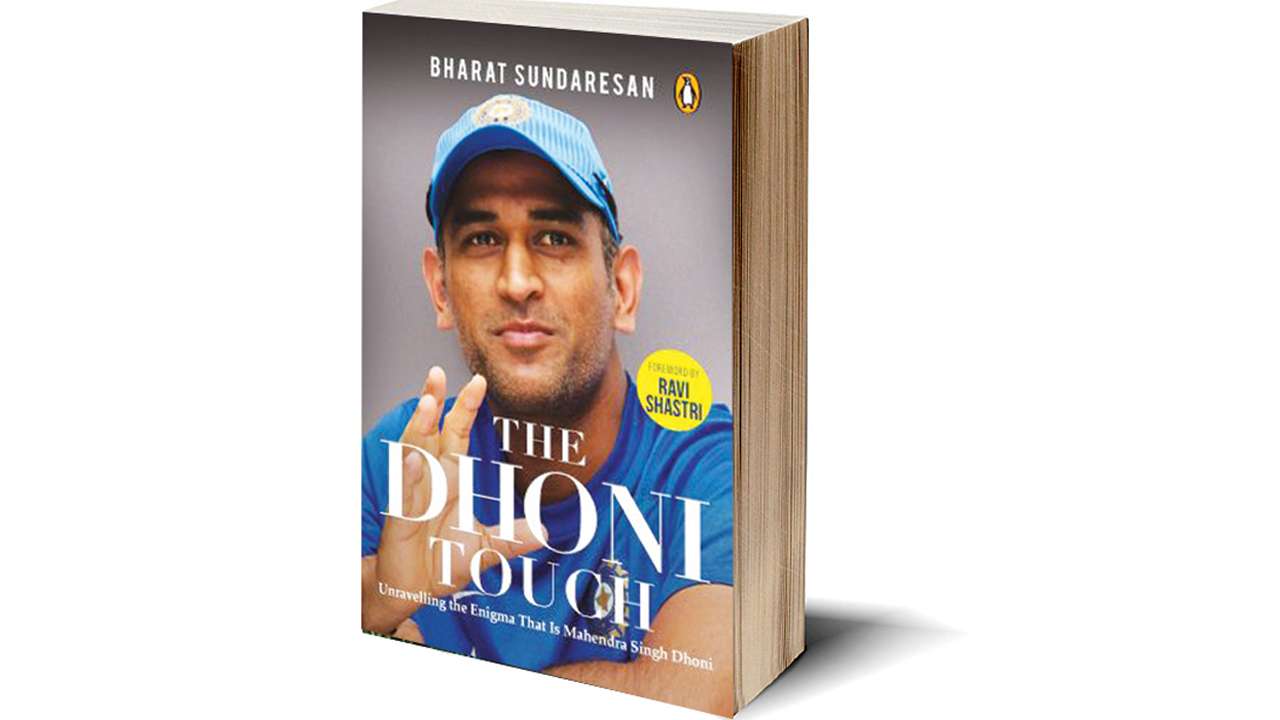 BHARAT SUNDARESAN
FOREWORD BY
RAVI
SHASTRI
THE
DHONI
TOUCH
Unravelling the Enigma That Is Mahendra Singh Dhoni